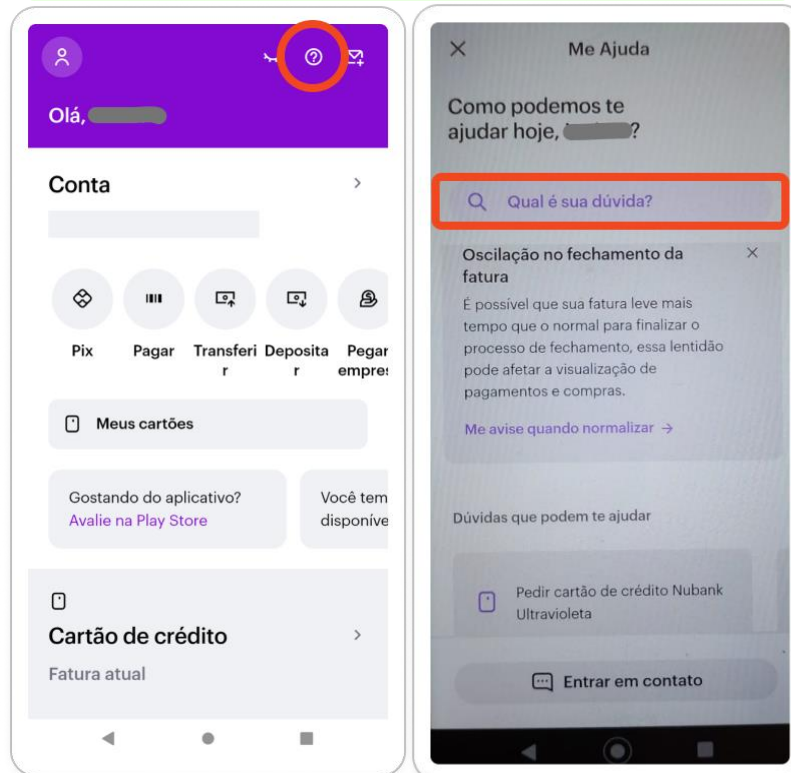 Olá,
Conta
Pix
Pagar
Transferi
r
Deposita
r
Pegar
empres
Meus cartões
Gostando do aplicativo?
Avalie na Play Store
Você tem
disponíve
Cartão de crédito
Fatura atual
Me Ajuda
Como podemos te
ajudar hoje, ?
Qual é sua dúvida?
Oscilação no fechamento da
fatura
É possível que sua fatura leve mais
tempo que o normal para finalizar o
processo de fechamento, essa lentidão
pode afetar a visualização de
pagamentos e compras.
Me avise quando normalizar →
Dúvidas que podem te ajudar
Pedir cartão de crédito Nubank
Ultravioleta
Entrar em contato